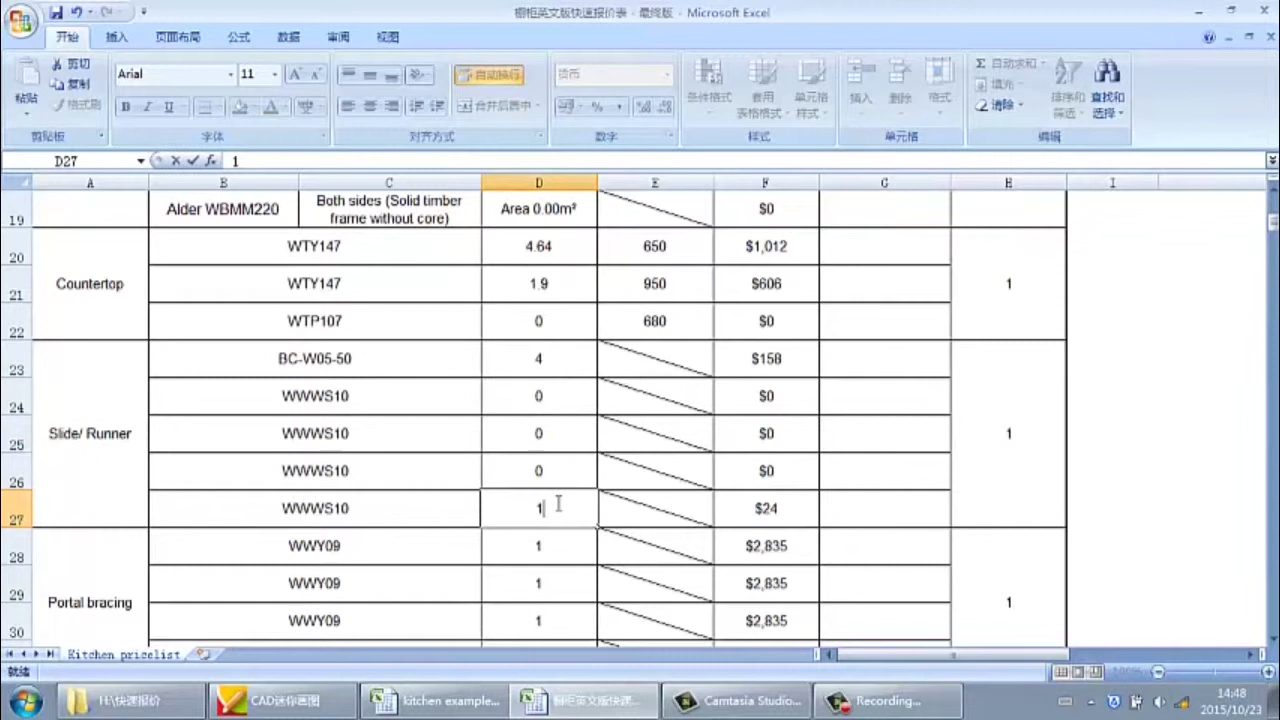 橱柜英文版快速报价表 - 最终版 - Microsoft Excel
开始 插入 页面布局 公式 数据 审阅 视图
剪切
复制
格式刷
粘贴
Arial 11
B I U
自动换行
合并后居中
货币
% ,
条件格式
套用
表格格式
单元格
样式
插入 删除 格式
Σ 自动求和
填充
清除
排序和
筛选
查找和
选择
剪贴板 字体 对齐方式 数字 样式 单元格 编辑
D27 fx 1
A B C D E F G H I
19 Alder WBMM220 Both sides (Solid timber
frame without core) Area 0.00m² $0
20 WTY147 4.64 650 $1,012
21 Countertop WTY147 1.9 950 $606 1
22 WTP107 0 680 $0
23 BC-W05-50 4 $158
24 WWWS10 0 $0
25 Slide/ Runner WWWS10 0 $0 1
26 WWWS10 0 $0
27 WWWS10 1 $24
28 WWY09 1 $2,835
29 WWY09 1 $2,835
Portal bracing 1
30 WWY09 1 $2,835
Kitchen pricelist
就绪 100%
H:\快速报价 CAD迷你画图 kitchen example... 橱柜英文版快速... Camtasia Studio... Recording...
14:48
2015/10/23